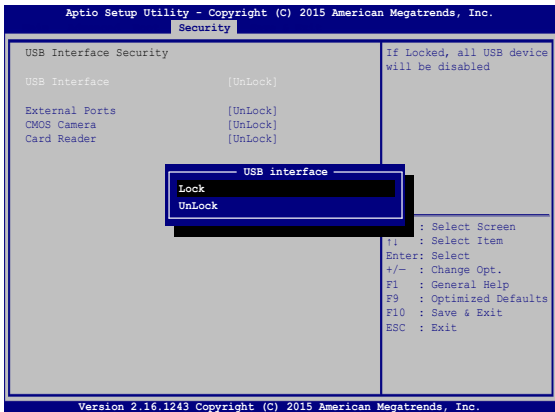 Aptio Setup Utility - Copyright (C) 2015 American Megatrends, Inc.
Security
USB Interface Security
USB Interface [UnLock]
External Ports [UnLock]
CMOS Camera [UnLock]
Card Reader [UnLock]
USB interface
Lock
UnLock
If Locked, all USB device
will be disabled
: Select Screen
↑↓ : Select Item
Enter: Select
+/— : Change Opt.
F1 : General Help
F9 : Optimized Defaults
F10 : Save & Exit
ESC : Exit
Version 2.16.1243 Copyright (C) 2015 American Megatrends, Inc.